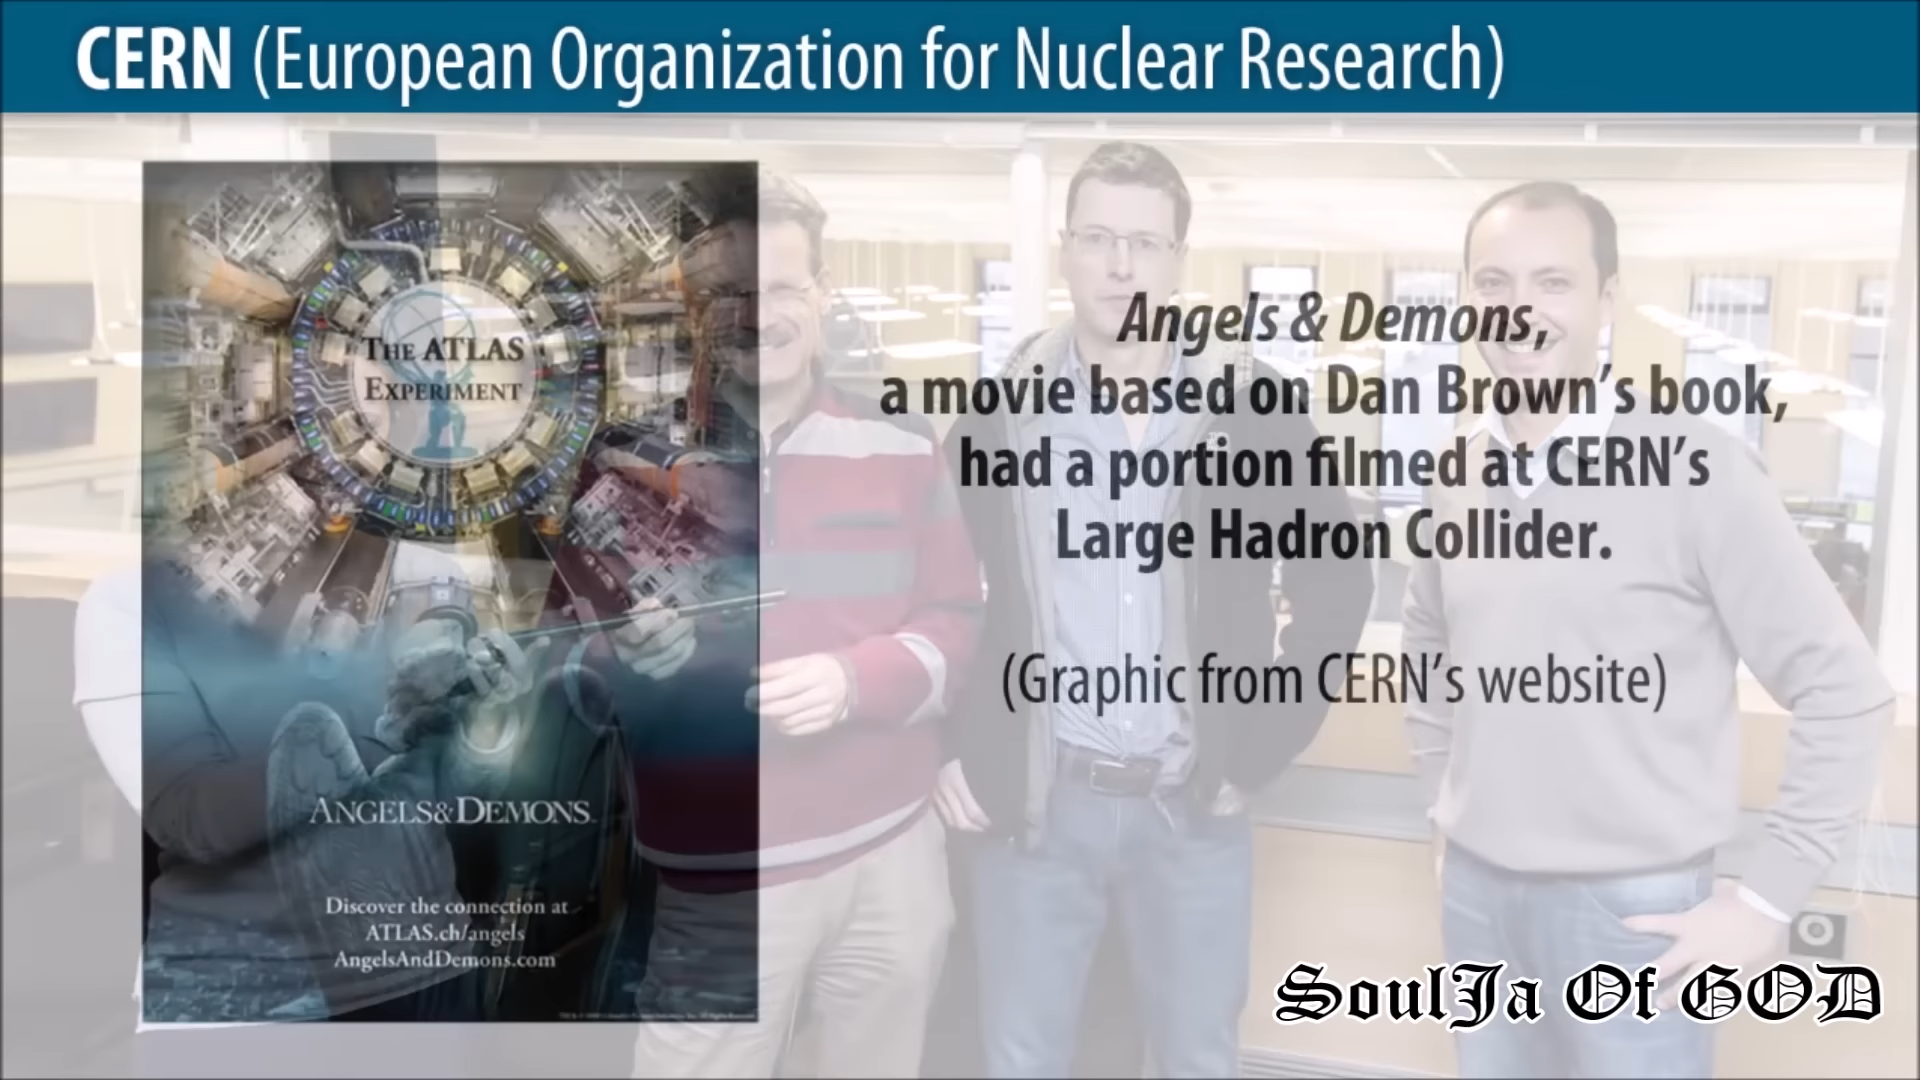 CERN (European Organization for Nuclear Research)
THE ATLAS
EXPERIMENT
ANGELS&DEMONS
Discover the connection at
ATLAS.ch/angels
AngelsAndDemons.com
Angels & Demons,
a movie based on Dan Brown's book,
had a portion filmed at CERN's
Large Hadron Collider.
(Graphic from CERN's website)
SoulJa Of GOD